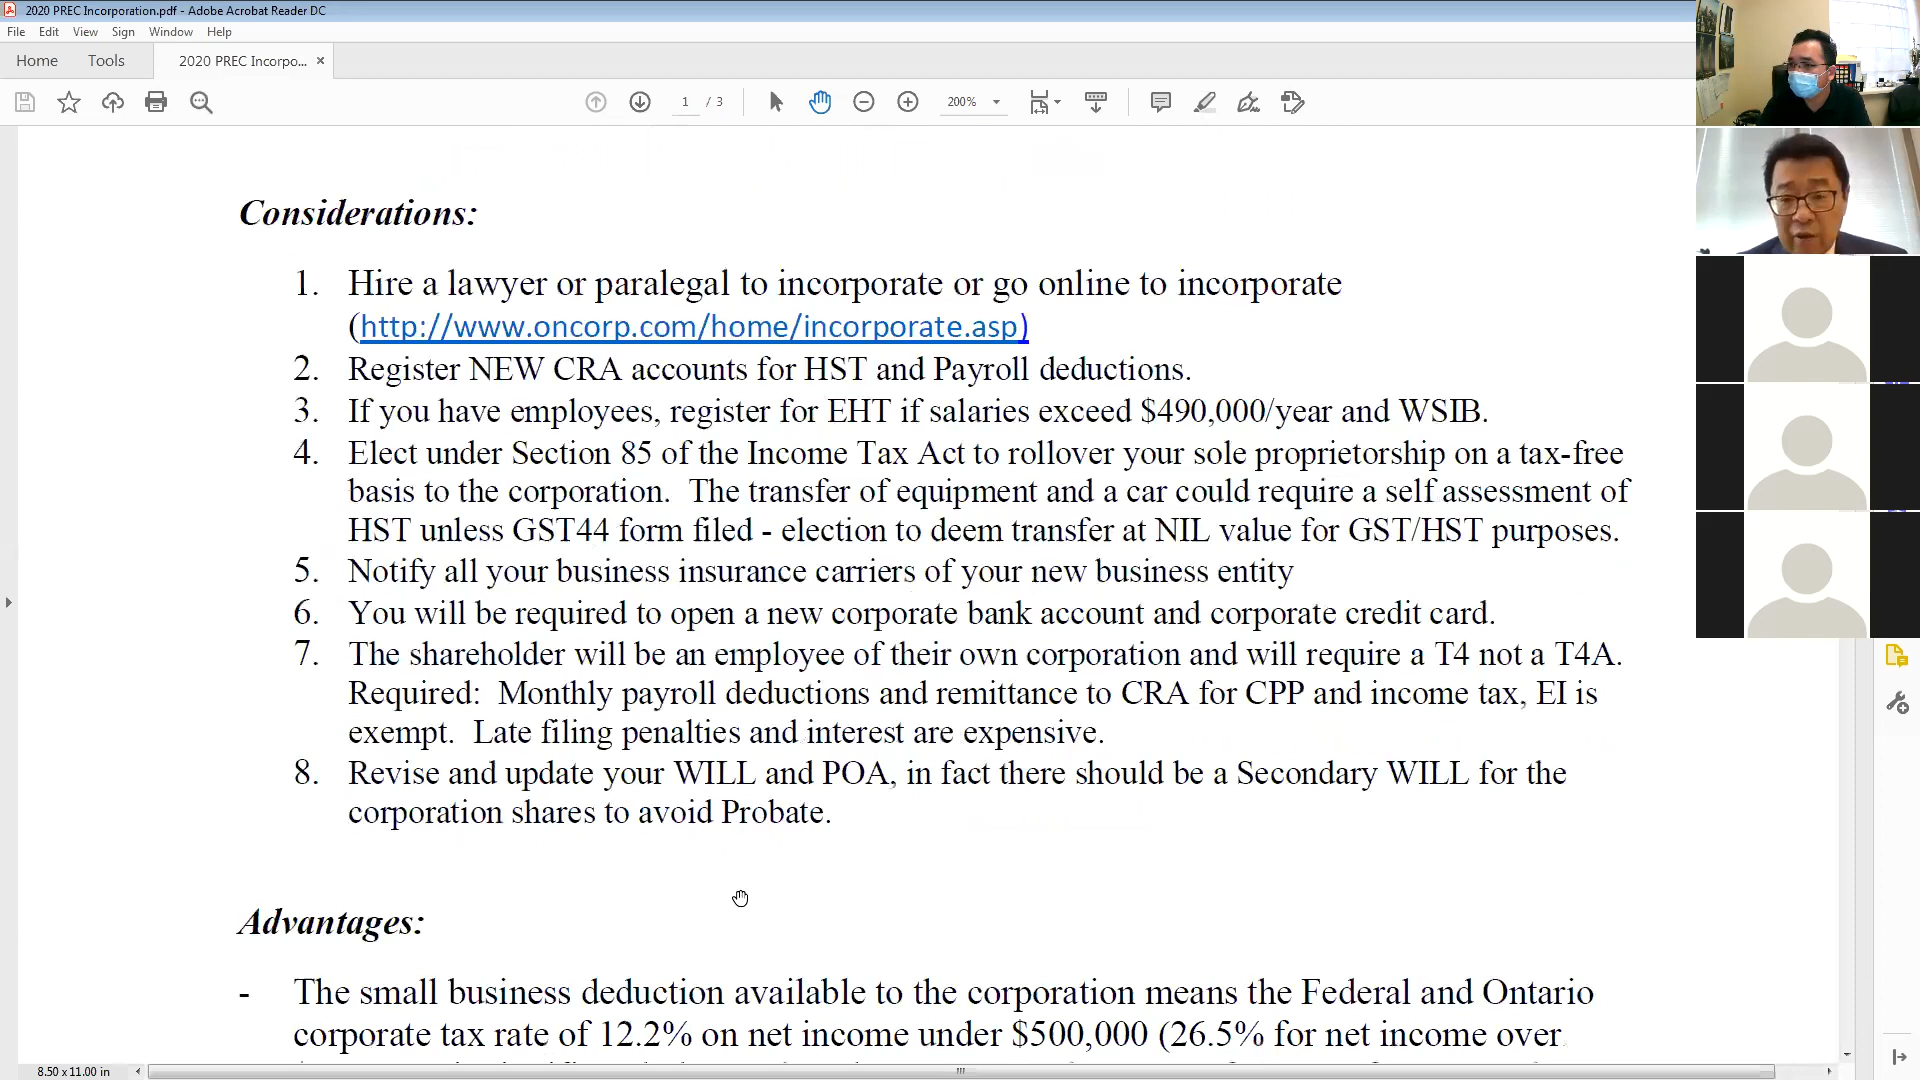 2020 PREC Incorporation.pdf - Adobe Acrobat Reader DC
File Edit View Sign Window Help
Home Tools 2020 PREC Incorpo... ×
1 / 3 200%
Considerations:
1. Hire a lawyer or paralegal to incorporate or go online to incorporate
(http://www.oncorp.com/home/incorporate.asp)
2. Register NEW CRA accounts for HST and Payroll deductions.
3. If you have employees, register for EHT if salaries exceed $490,000/year and WSIB.
4. Elect under Section 85 of the Income Tax Act to rollover your sole proprietorship on a tax-free
basis to the corporation. The transfer of equipment and a car could require a self assessment of
HST unless GST44 form filed - election to deem transfer at NIL value for GST/HST purposes.
5. Notify all your business insurance carriers of your new business entity
6. You will be required to open a new corporate bank account and corporate credit card.
7. The shareholder will be an employee of their own corporation and will require a T4 not a T4A.
Required: Monthly payroll deductions and remittance to CRA for CPP and income tax, EI is
exempt. Late filing penalties and interest are expensive.
8. Revise and update your WILL and POA, in fact there should be a Secondary WILL for the
corporation shares to avoid Probate.
Advantages:
- The small business deduction available to the corporation means the Federal and Ontario
corporate tax rate of 12.2% on net income under $500,000 (26.5% for net income over
8.50 x 11.00 in